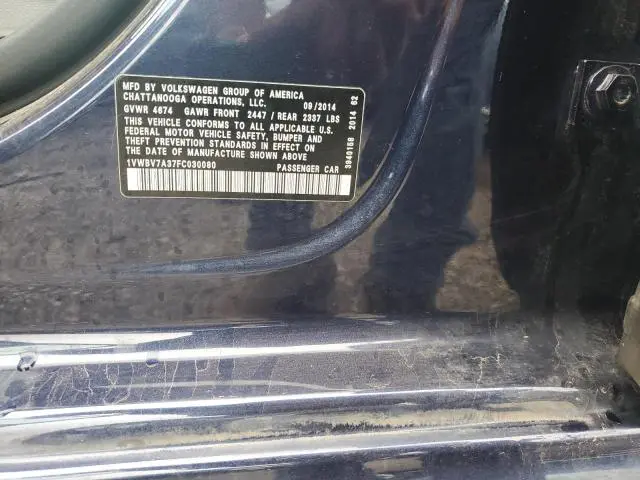 MFD BY VOLKSWAGEN GROUP OF AMERICA
CHATTANOOGA OPERATIONS, LLC. 09/2014
GVWR 4674 GAWR FRONT 2447 / REAR 2337 LBS
THIS VEHICLE CONFORMS TO ALL APPLICABLE U.S.
FEDERAL MOTOR VEHICLE SAFETY, BUMPER AND
THEFT PREVENTION STANDARDS IN EFFECT ON
THE DATE OF MANUFACTURE SHOWN ABOVE.
1VWBV7A37FC030080 PASSENGER CAR
3940158 2014 62